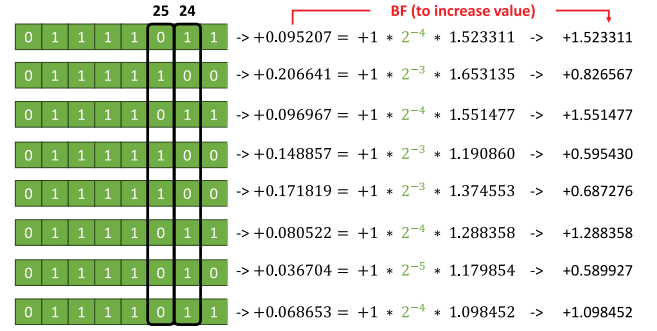 25 24 BF (to increase value)
0 1 1 1 1 0 1 1 -> +0.095207 = +1 * 2⁻⁴ * 1.523311 -> +1.523311
0 1 1 1 1 1 0 0 -> +0.206641 = +1 * 2⁻³ * 1.653135 -> +0.826567
0 1 1 1 1 0 1 1 -> +0.096967 = +1 * 2⁻⁴ * 1.551477 -> +1.551477
0 1 1 1 1 1 0 0 -> +0.148857 = +1 * 2⁻³ * 1.190860 -> +0.595430
0 1 1 1 1 1 0 0 -> +0.171819 = +1 * 2⁻³ * 1.374553 -> +0.687276
0 1 1 1 1 0 1 1 -> +0.080522 = +1 * 2⁻⁴ * 1.288358 -> +1.288358
0 1 1 1 1 0 1 0 -> +0.036704 = +1 * 2⁻⁵ * 1.179854 -> +0.589927
0 1 1 1 1 0 1 1 -> +0.068653 = +1 * 2⁻⁴ * 1.098452 -> +1.098452